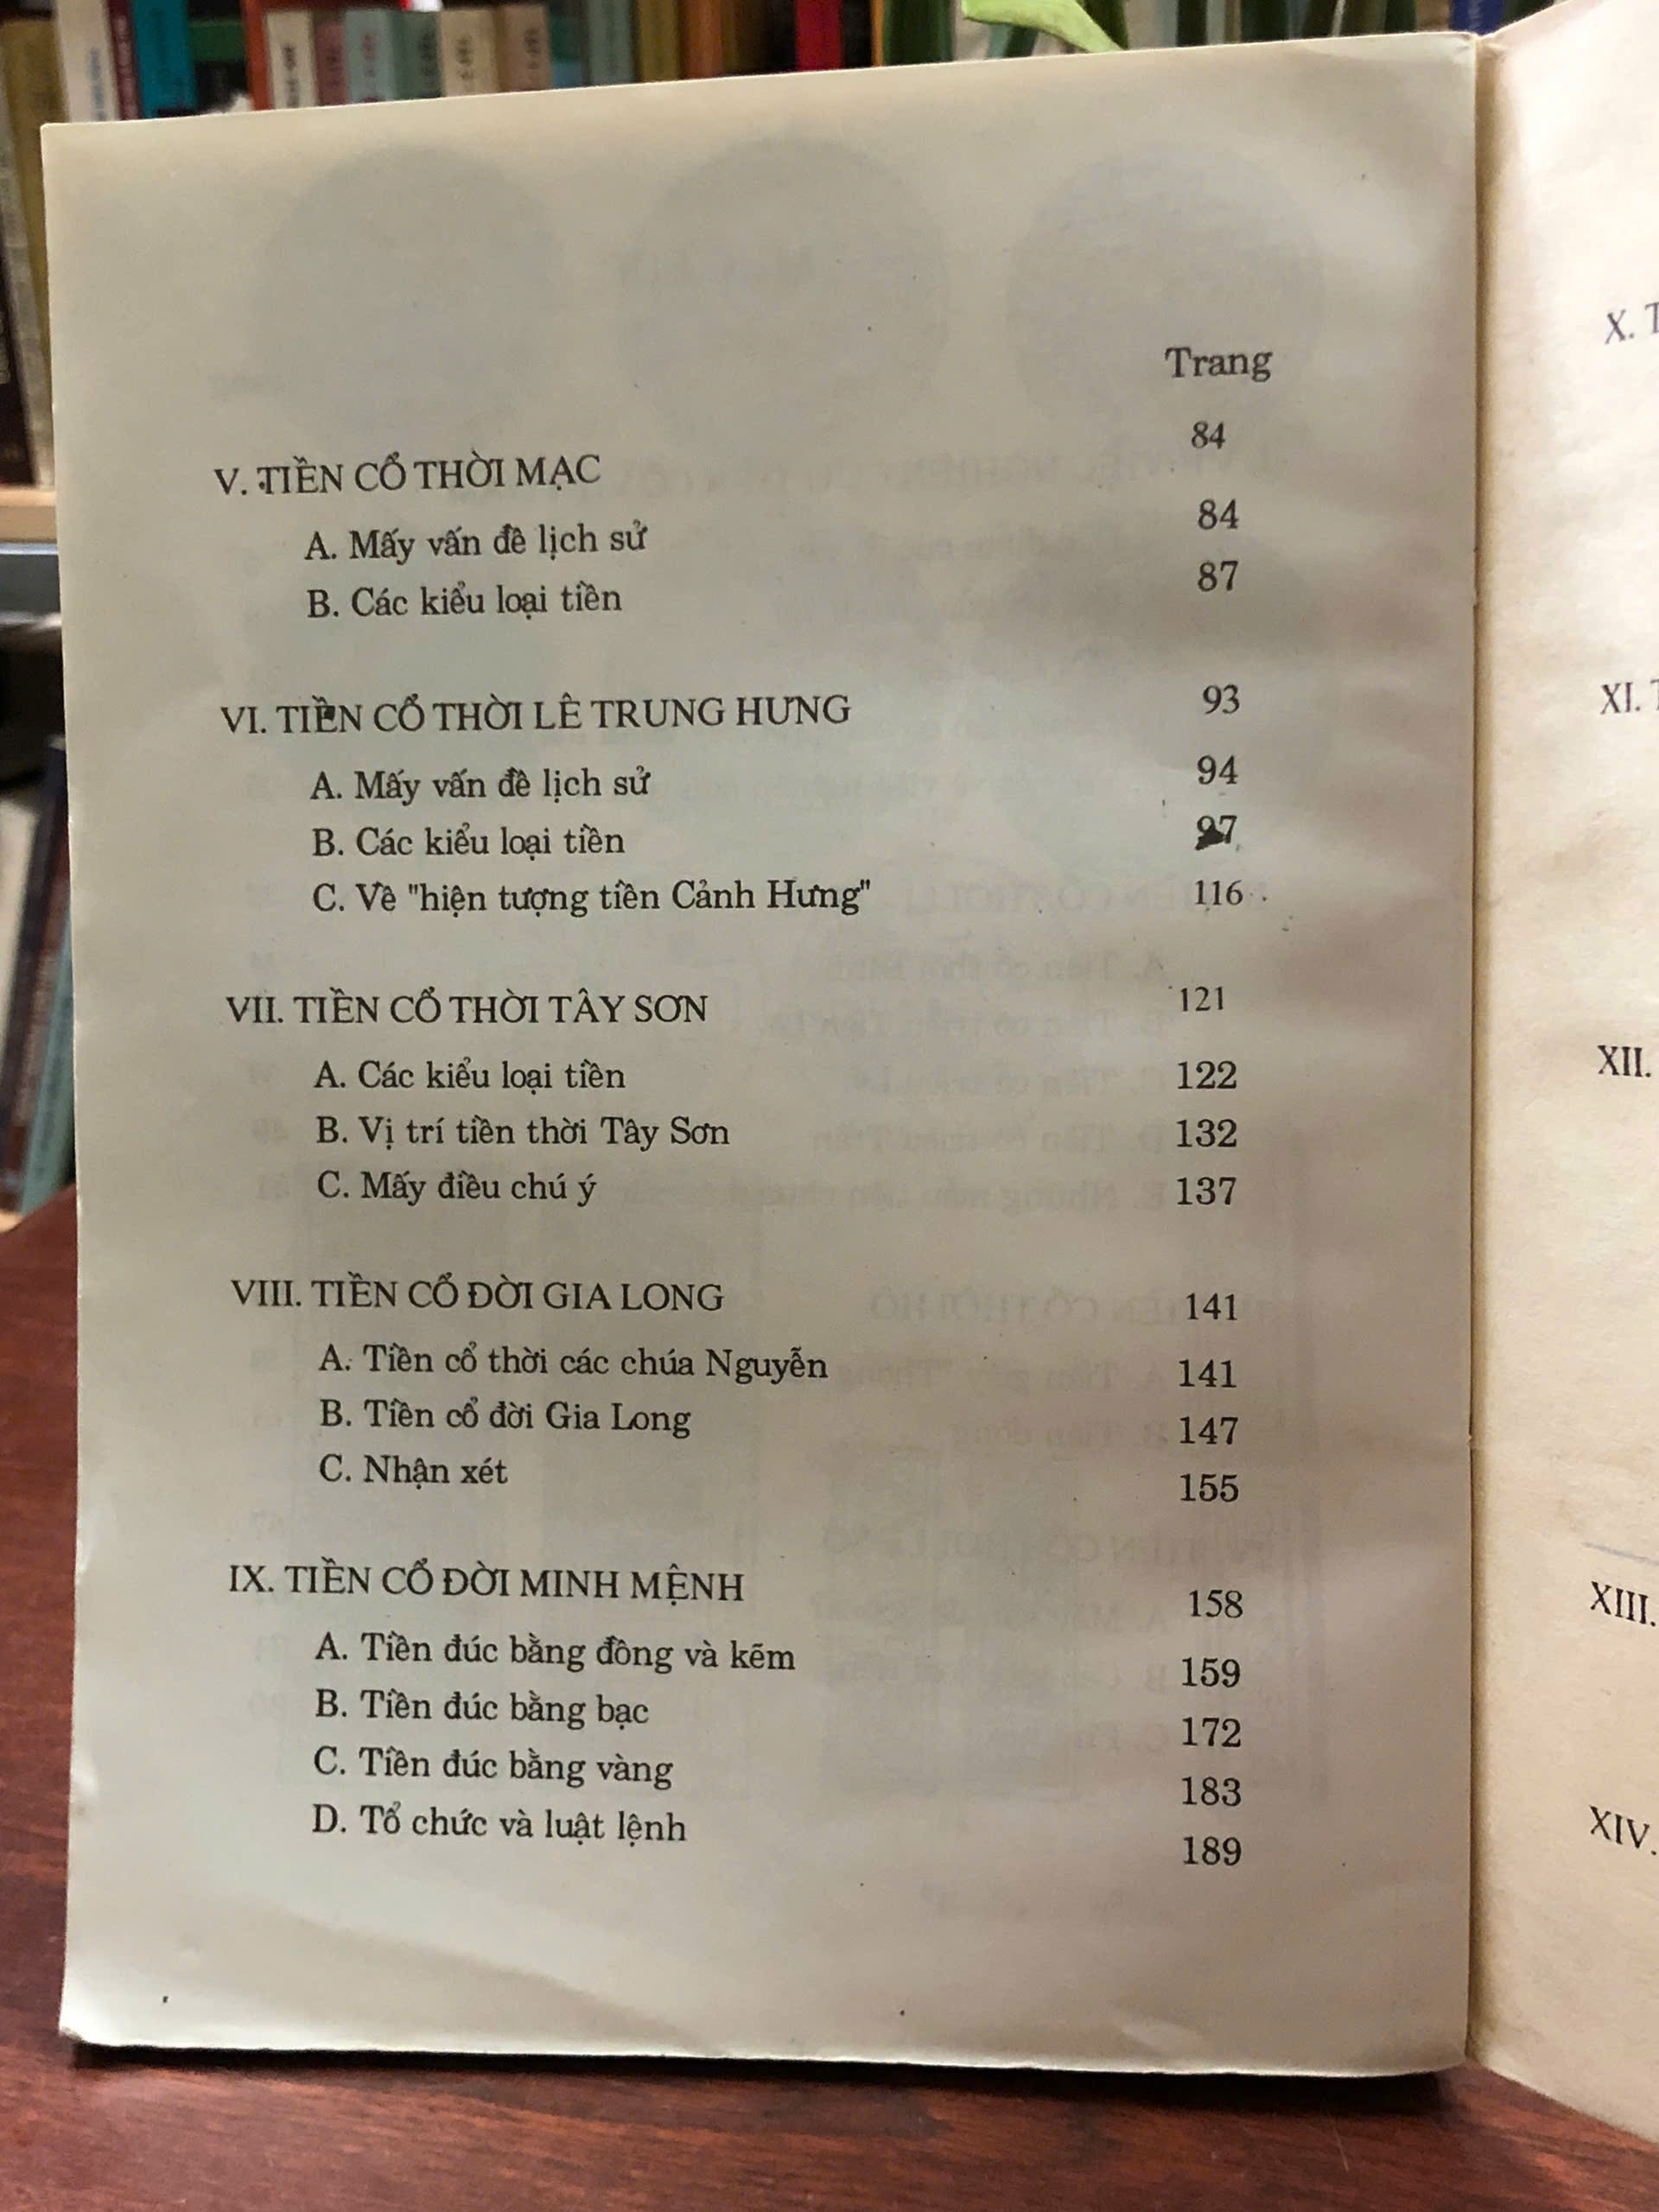 Trang
V. TIỀN CỔ THỜI MẠC 84
A. Mấy vấn đề lịch sử 84
B. Các kiểu loại tiền 87
VI. TIỀN CỔ THỜI LÊ TRUNG HƯNG 93
A. Mấy vấn đề lịch sử 94
B. Các kiểu loại tiền 97
C. Về "hiện tượng tiền Cảnh Hưng" 116
VII. TIỀN CỔ THỜI TÂY SƠN 121
A. Các kiểu loại tiền 122
B. Vị trí tiền thời Tây Sơn 132
C. Mấy điều chú ý 137
VIII. TIỀN CỔ ĐỜI GIA LONG 141
A. Tiền cổ thời các chúa Nguyễn 141
B. Tiền cổ đời Gia Long 147
C. Nhận xét 155
IX. TIỀN CỔ ĐỜI MINH MỆNH 158
A. Tiền đúc bằng đồng và kẽm 159
B. Tiền đúc bằng bạc 172
C. Tiền đúc bằng vàng 183
D. Tổ chức và luật lệnh 189
X. T
XI. T
XII.
XIII.
XIV.